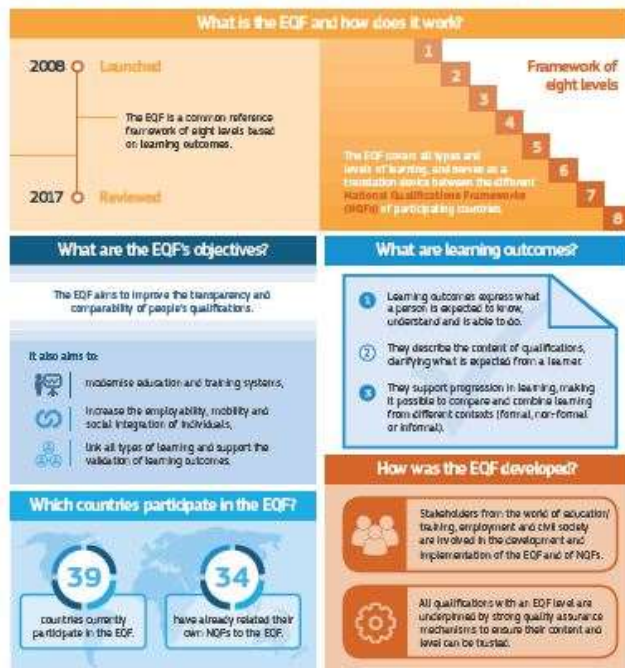 What is the EQF and how does it work?
2008 Launched
The EQF is a common reference
framework of eight levels based
on learning outcomes.
2017 Reviewed
1
2
3
4
5
6
7
8
Framework of
eight levels
The EQF covers all types and
levels of learning, and serves as a
translation device between the different
National Qualifications Frameworks
(NQFs) of participating countries.
What are the EQF's objectives?
The EQF aims to improve the transparency and
comparability of people's qualifications.
It also aims to:
modernise education and training systems,
increase the employability, mobility and
social integration of individuals,
link all types of learning and support the
validation of learning outcomes.
What are learning outcomes?
1 Learning outcomes express what
a person is expected to know,
understand and is able to do.
2 They describe the content of qualifications,
clarifying what is expected from a learner.
3 They support progression in learning, making
it possible to compare and combine learning
from different contexts (formal, non-formal
or informal).
Which countries participate in the EQF?
39
countries currently
participate in the EQF.
34
have already related their
own NQFs to the EQF.
How was the EQF developed?
Stakeholders from the world of education/
training, employment and civil society
are involved in the development and
implementation of the EQF and of NQFs.
All qualifications with an EQF level are
underpinned by strong quality assurance
mechanisms to ensure their content and
level can be trusted.